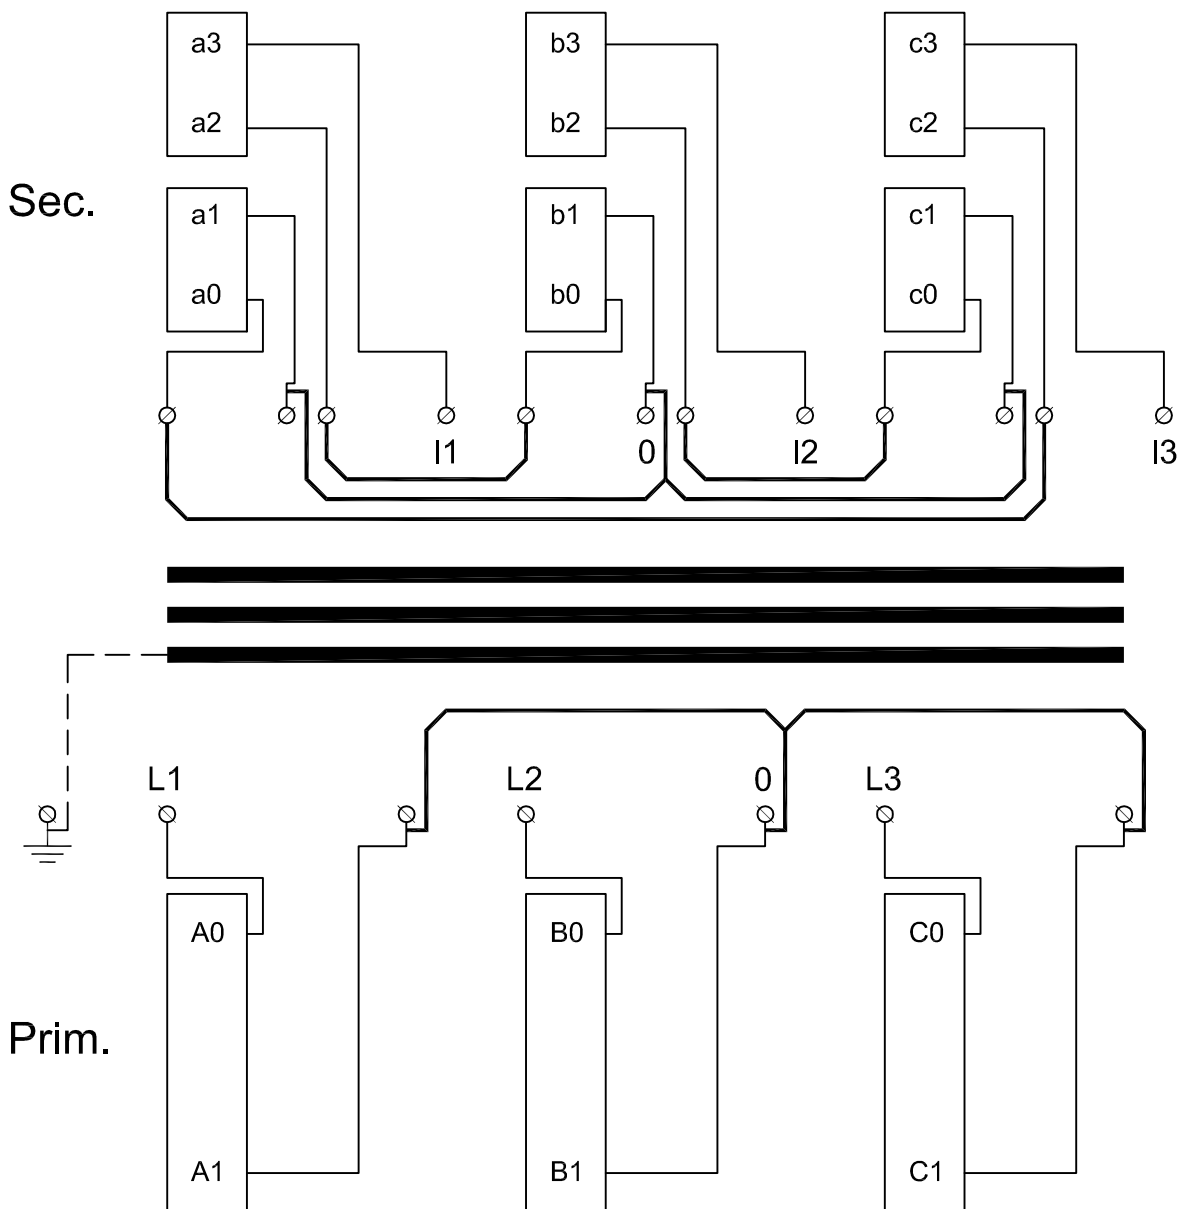 a3 b3 c3
a2 b2 c2
Sec.
a1 b1 c1
a0 b0 c0
I1 0 I2 I3
L1 L2 0 L3
A0 B0 C0
Prim.
A1 B1 C1